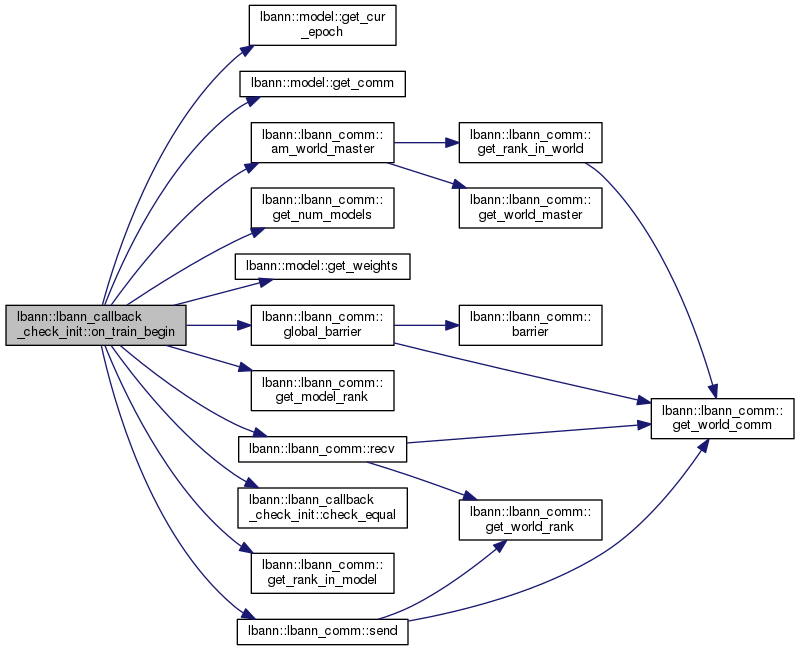 lbann::model::get_cur
_epoch
lbann::model::get_comm
lbann::lbann_comm::
am_world_master
lbann::lbann_comm::
get_rank_in_world
lbann::lbann_comm::
get_num_models
lbann::lbann_comm::
get_world_master
lbann::model::get_weights
lbann::lbann_callback
_check_init::on_train_begin
lbann::lbann_comm::
global_barrier
lbann::lbann_comm::
barrier
lbann::lbann_comm::
get_model_rank
lbann::lbann_comm::
get_world_comm
lbann::lbann_comm::recv
lbann::lbann_callback
_check_init::check_equal
lbann::lbann_comm::
get_world_rank
lbann::lbann_comm::
get_rank_in_model
lbann::lbann_comm::send